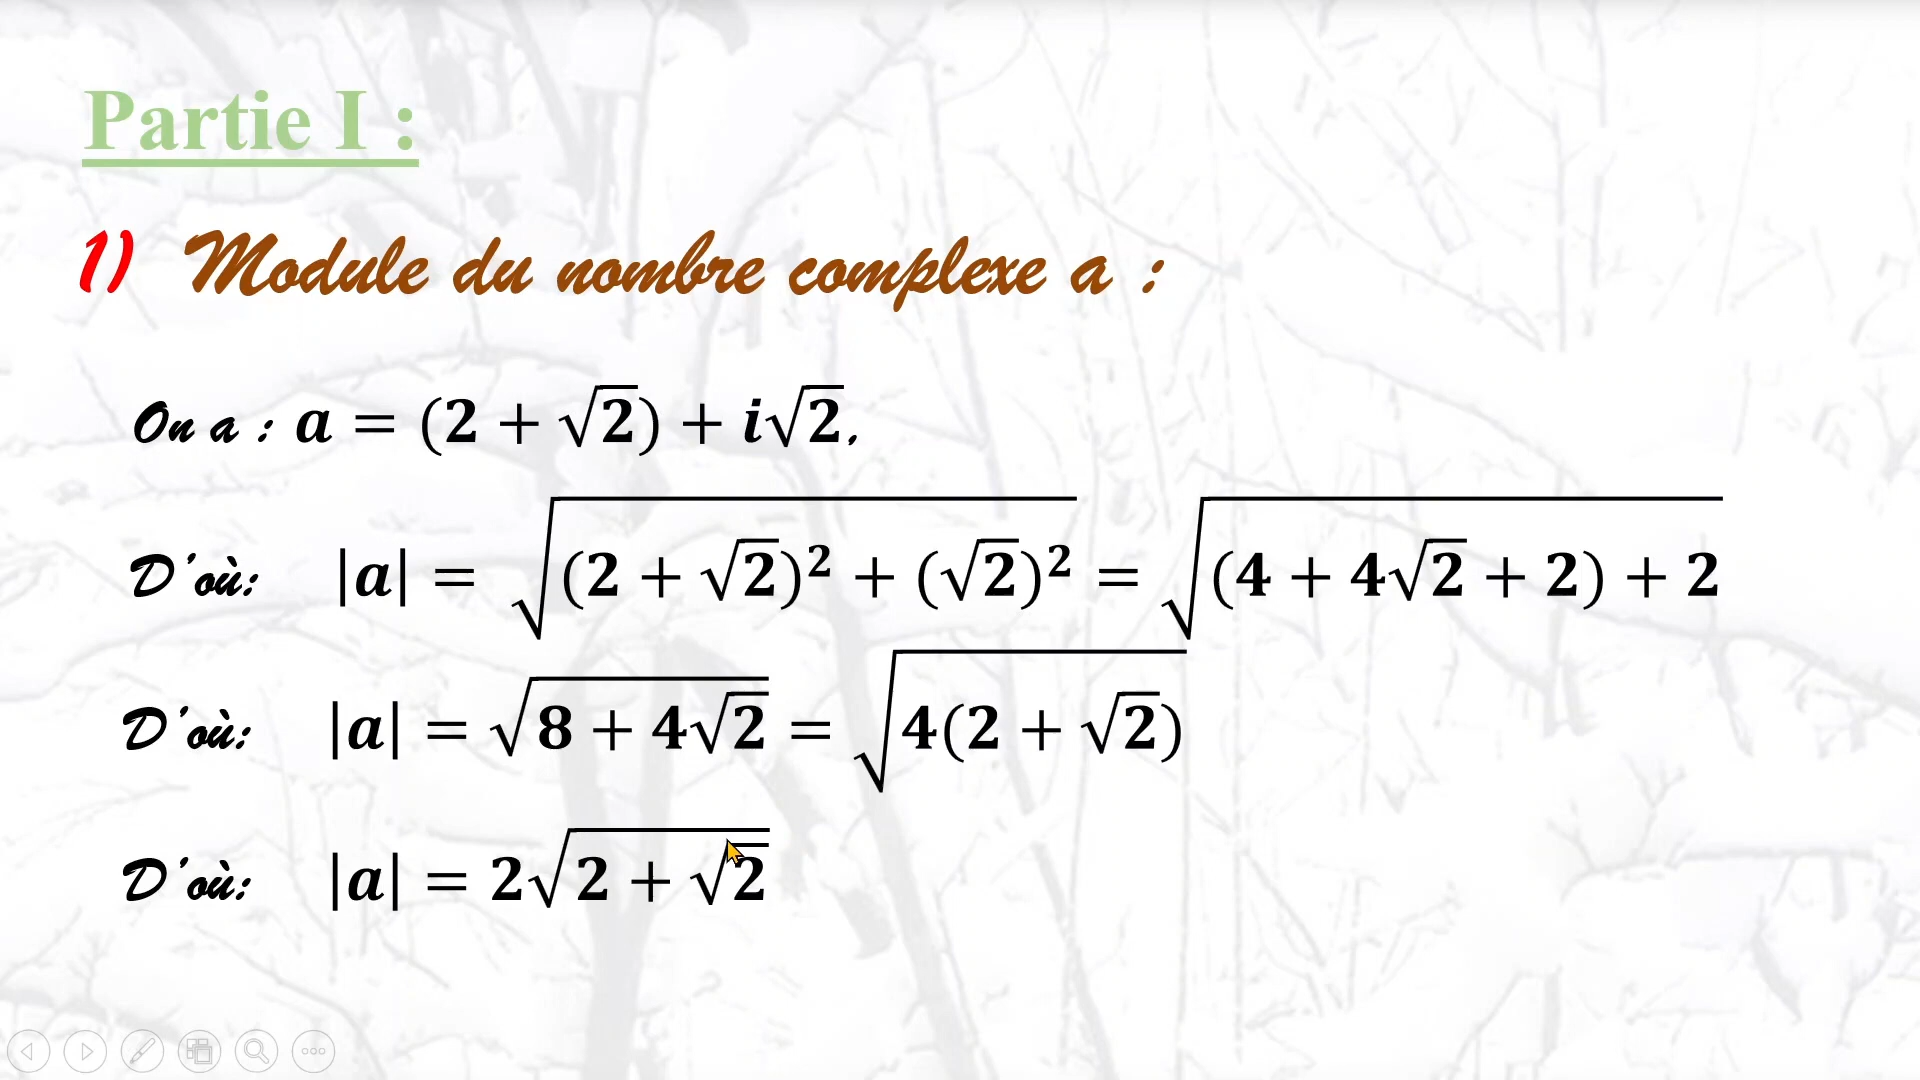 Partie I :
1) Module du nombre complexe a :
On a : a = (2 + √2) + i√2,
D'où: |a| = √((2 + √2)² + (√2)²) = √((4 + 4√2 + 2) + 2)
D'où: |a| = √(8 + 4√2) = √(4(2 + √2))
D'où: |a| = 2√(2 + √2)